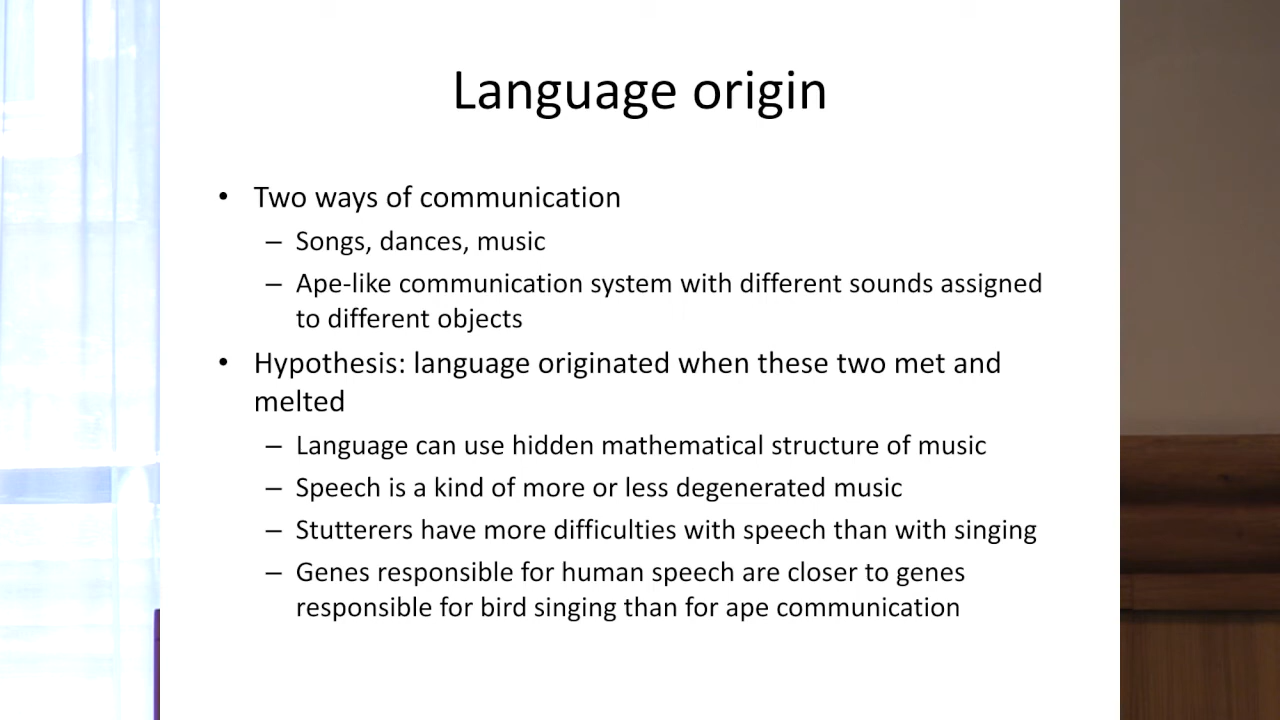 Language origin
• Two ways of communication
– Songs, dances, music
– Ape-like communication system with different sounds assigned
to different objects
• Hypothesis: language originated when these two met and
melted
– Language can use hidden mathematical structure of music
– Speech is a kind of more or less degenerated music
– Stutterers have more difficulties with speech than with singing
– Genes responsible for human speech are closer to genes
responsible for bird singing than for ape communication